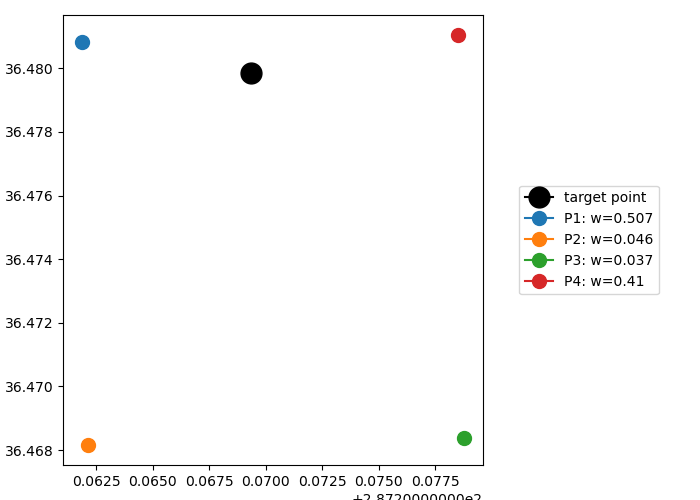 36.480
36.478
36.476
36.474
36.472
36.470
36.468
0.0625 0.0650 0.0675 0.0700 0.0725 0.0750 0.0775
+2.8720000000e2
target point
P1: w=0.507
P2: w=0.046
P3: w=0.037
P4: w=0.41